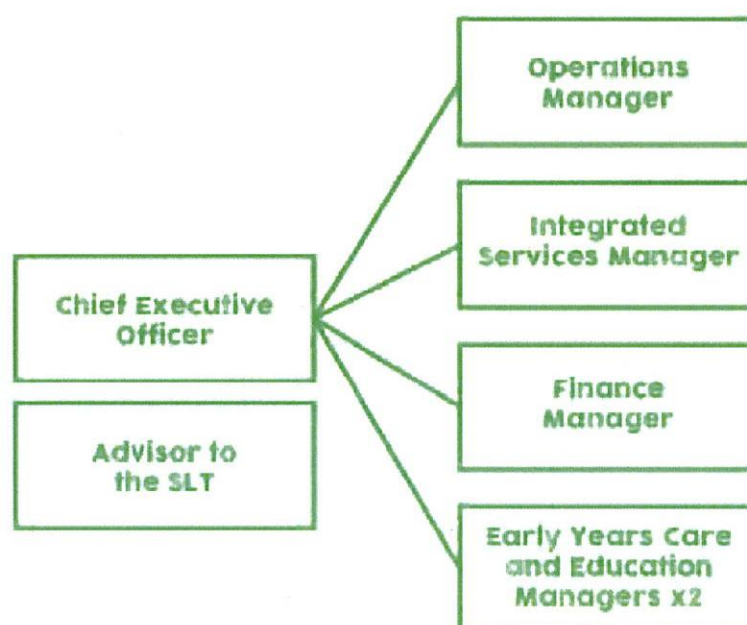 Chief Executive
Officer
Advisor to
the SLT
Operations
Manager
Integrated
Services Manager
Finance
Manager
Early Years Care
and Education
Managers x2